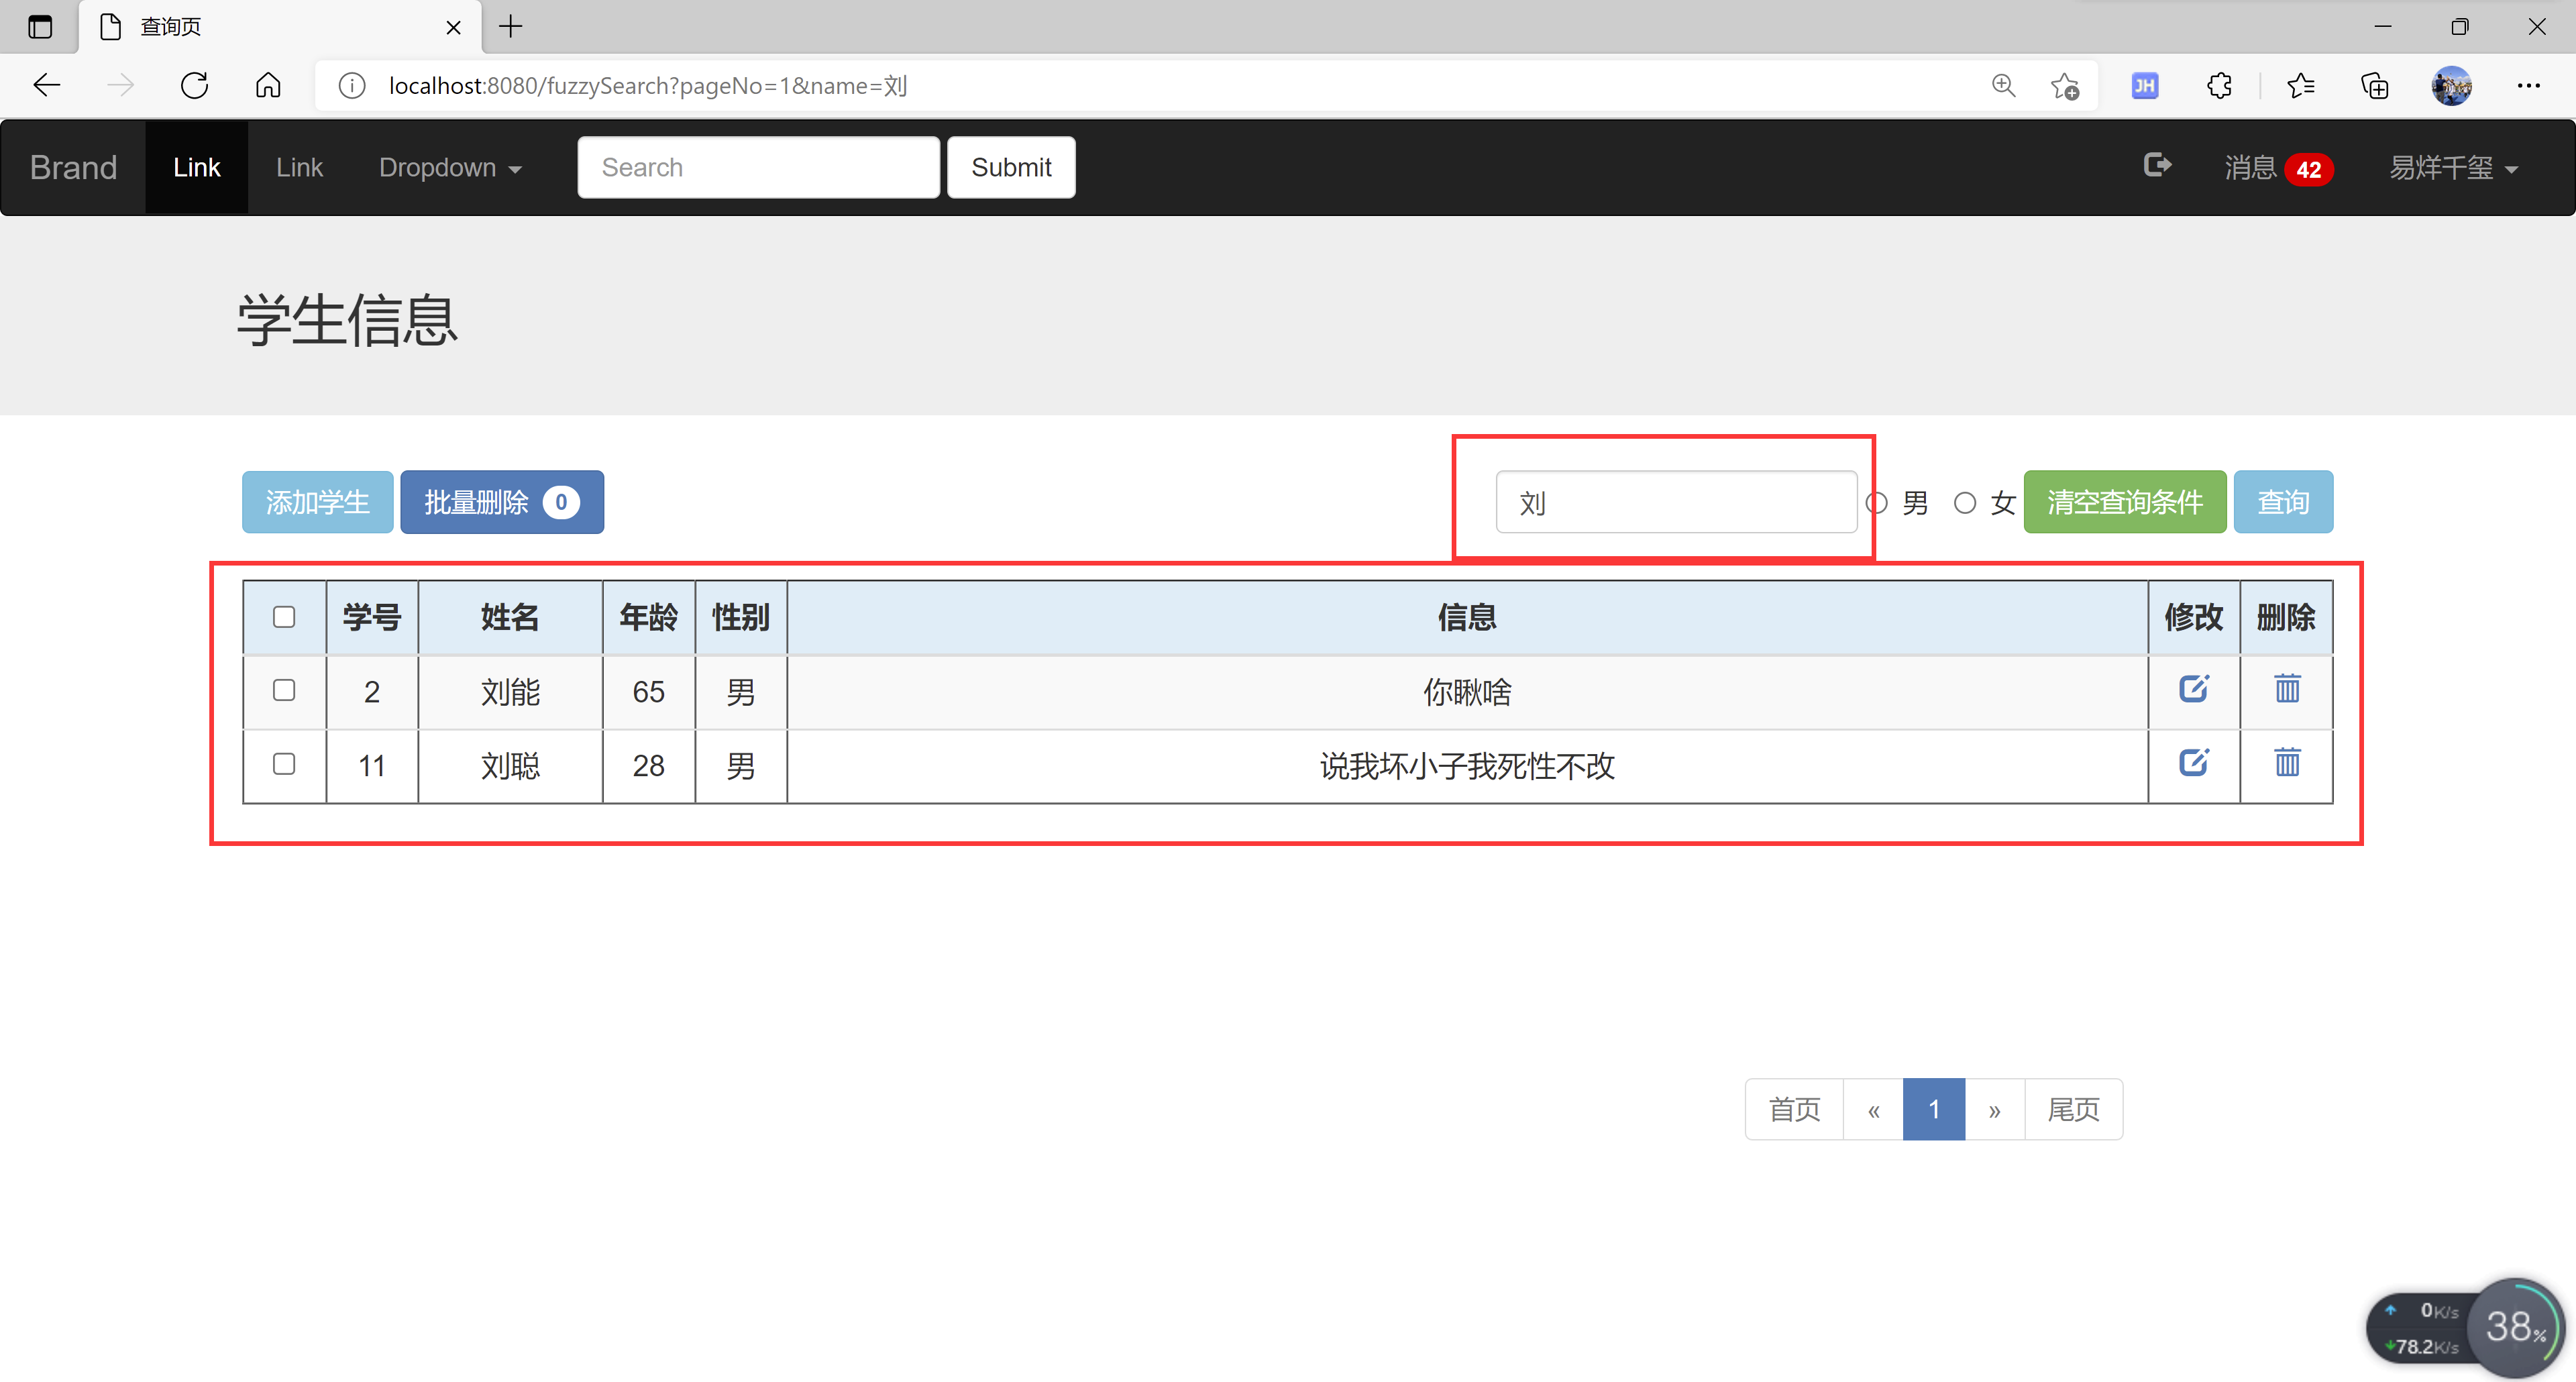 查询页
localhost:8080/fuzzySearch?pageNo=1&name=刘
JH
Brand Link Link Dropdown Search Submit 消息 42 易烊千玺
学生信息
添加学生 批量删除 0 刘 男 女 清空查询条件 查询
学号 姓名 年龄 性别 信息 修改 删除
2 刘能 65 男 你瞅啥
11 刘聪 28 男 说我坏小子我死性不改
首页 « 1 » 尾页
0K/s
78.2K/s
38%